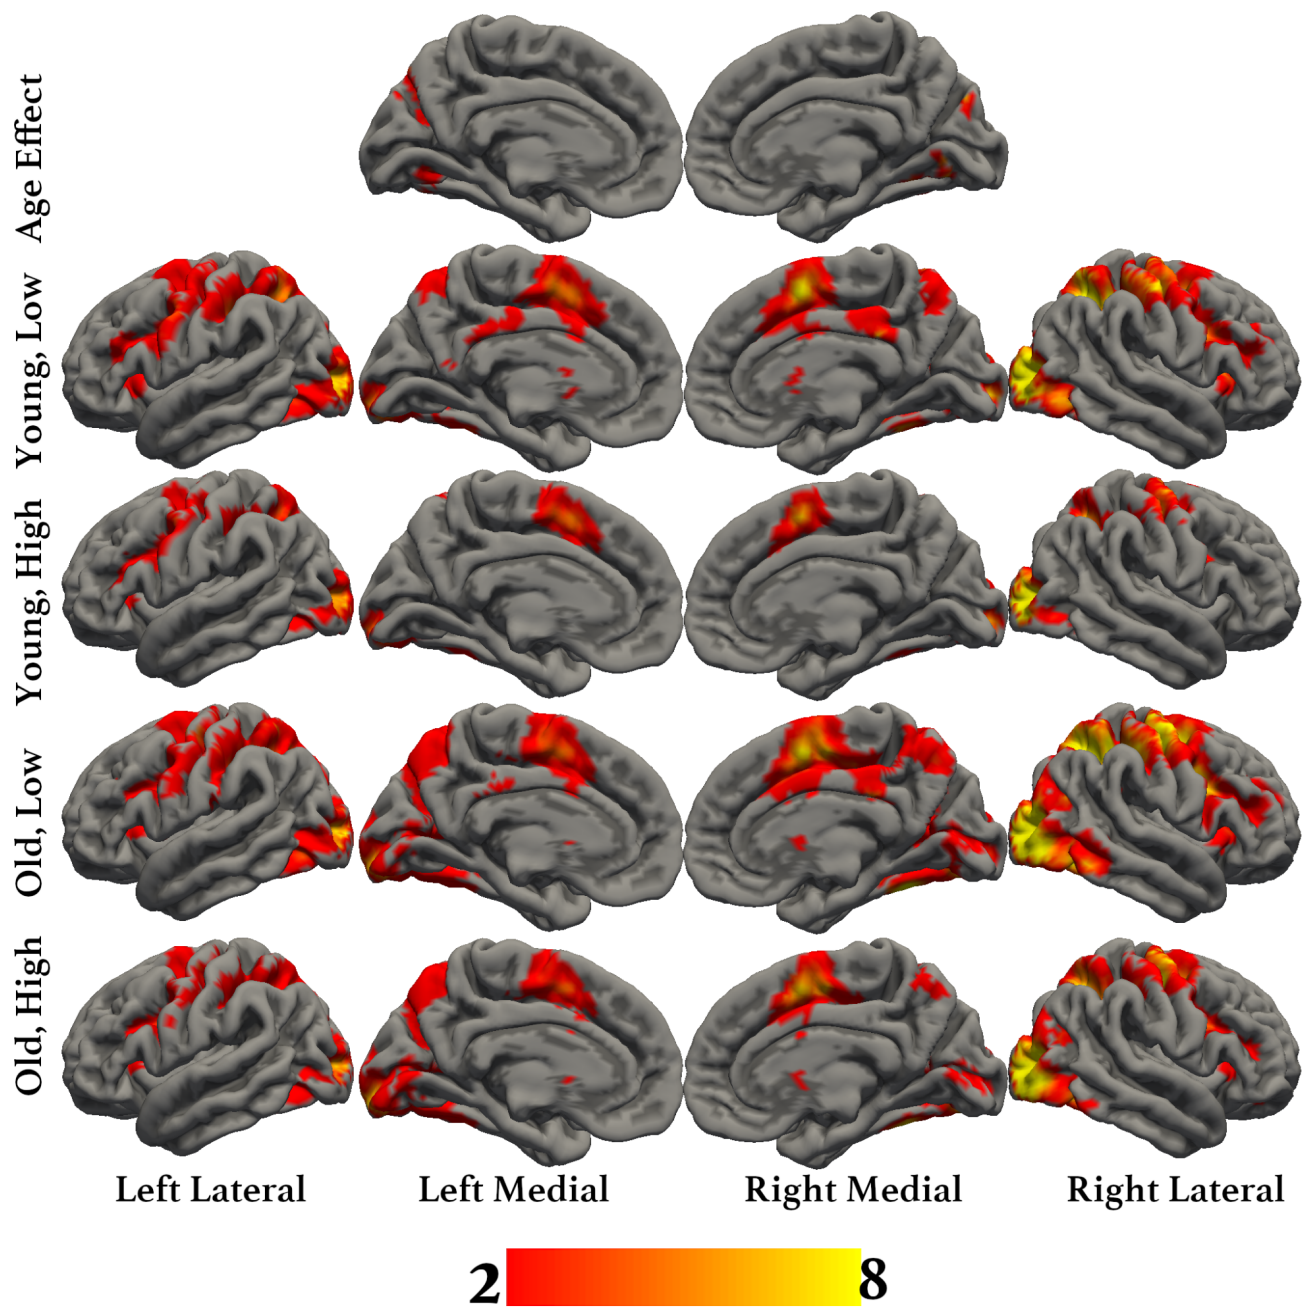 Age Effect
Young, Low
Young, High
Old, Low
Old, High
Left Lateral
Left Medial
Right Medial
Right Lateral
2
8